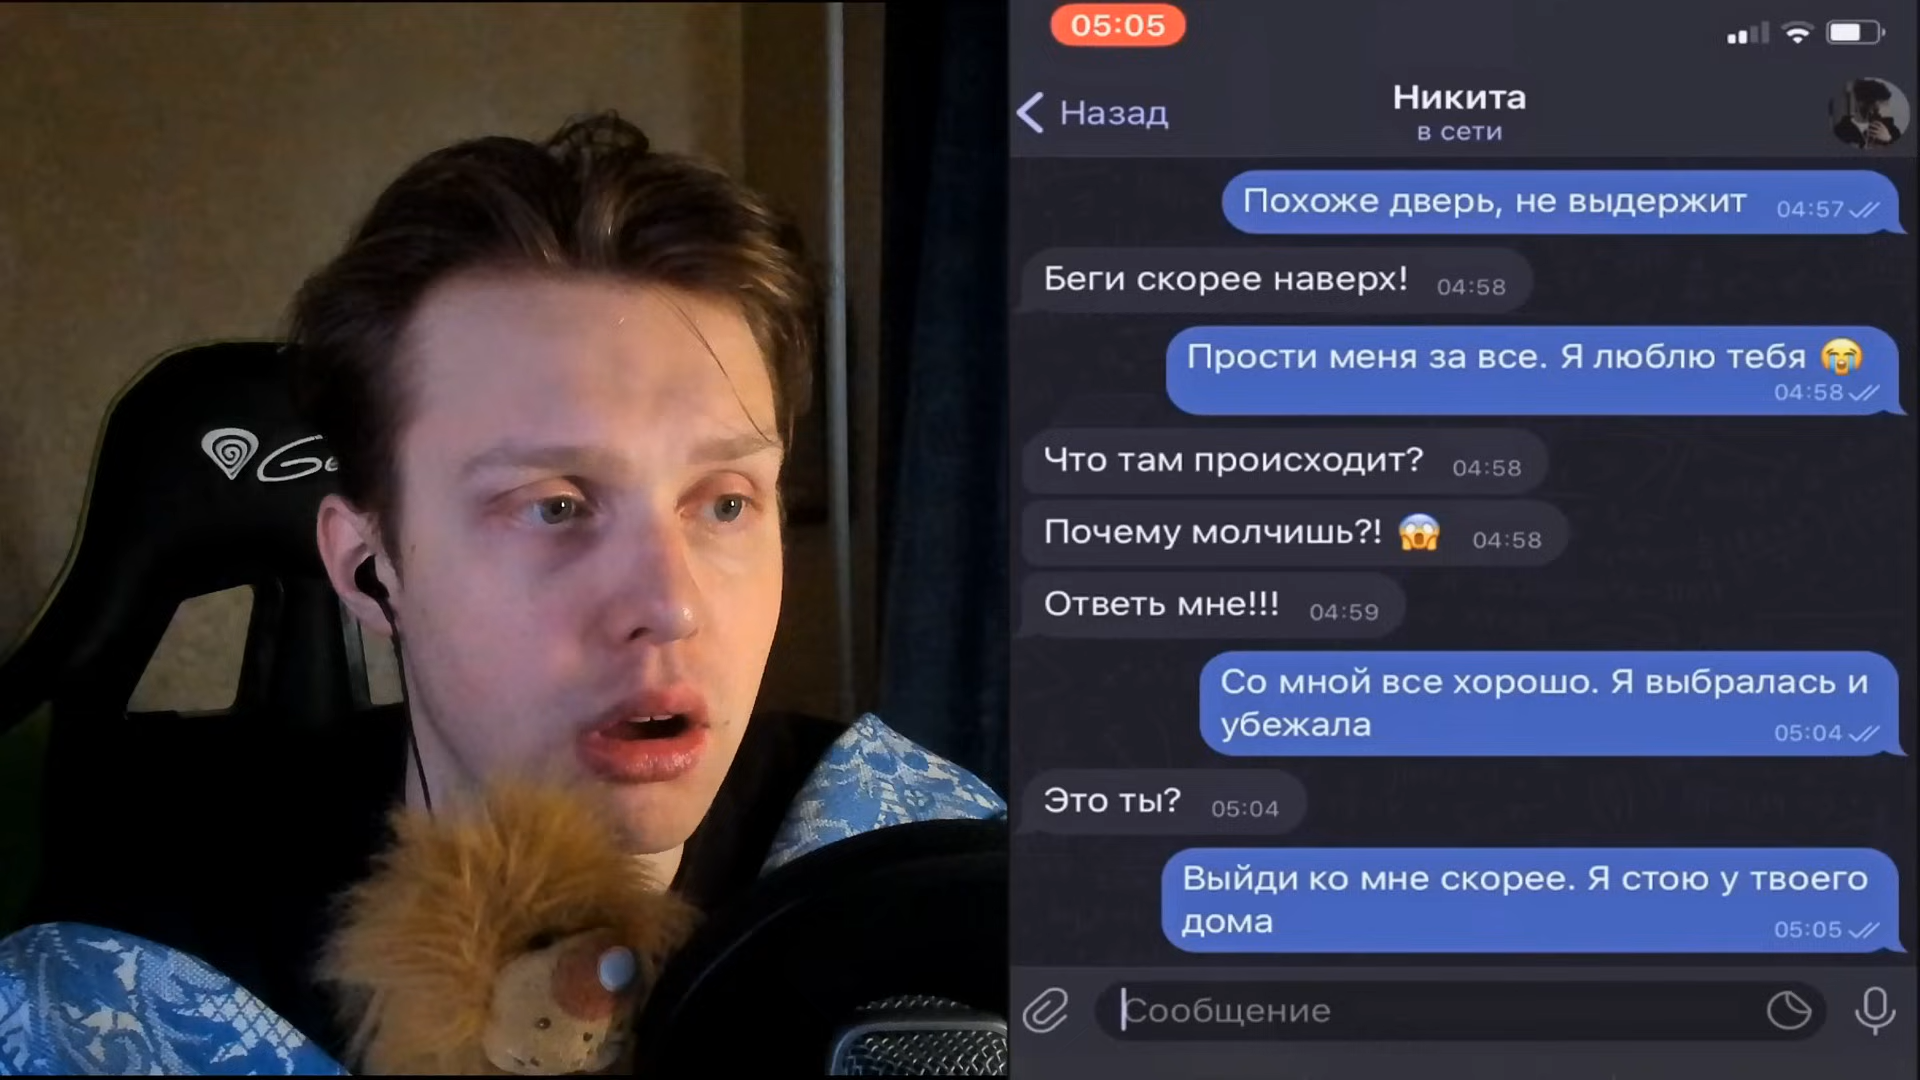 05:05
Назад
Никита
в сети
Похоже дверь, не выдержит 04:57
Беги скорее наверх! 04:58
Прости меня за все. Я люблю тебя 😭
04:58
Что там происходит? 04:58
Почему молчишь?! 😱 04:58
Ответь мне!!! 04:59
Со мной все хорошо. Я выбралась и
убежала 05:04
Это ты? 05:04
Выйди ко мне скорее. Я стою у твоего
дома 05:05
Сообщение